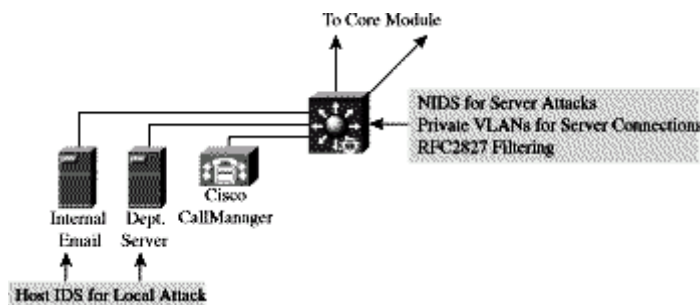 To Core Module
NIDS for Server Attacks
Private VLANs for Server Connections
RFC2827 Filtering
Internal
Email
Dept.
Server
Cisco
CallManager
Host IDS for Local Attack